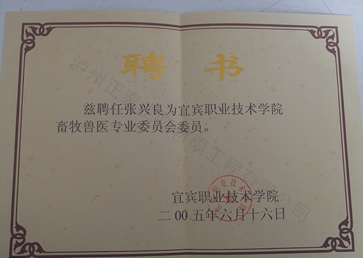 聘书
兹聘任张兴良为宜宾职业技术学院
畜牧兽医专业委员会委员。
宜宾职业技术学院
二00五年六月十六日